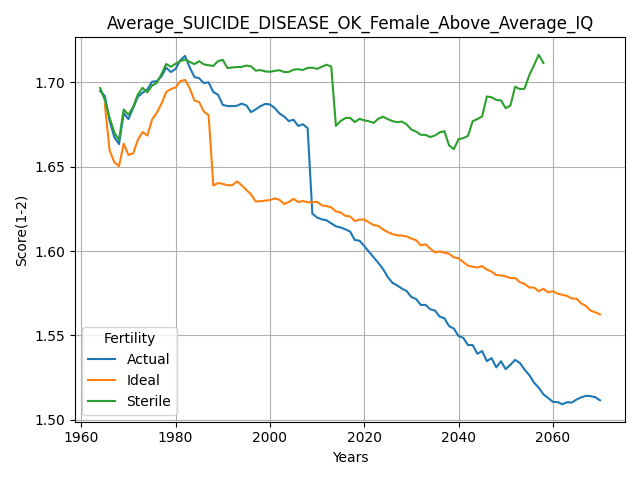 Average_SUICIDE_DISEASE_OK_Female_Above_Average_IQ
Score(1-2)
1.70
1.65
1.60
1.55
1.50
Fertility
Actual
Ideal
Sterile
1960
1980
2000
2020
2040
2060
Years